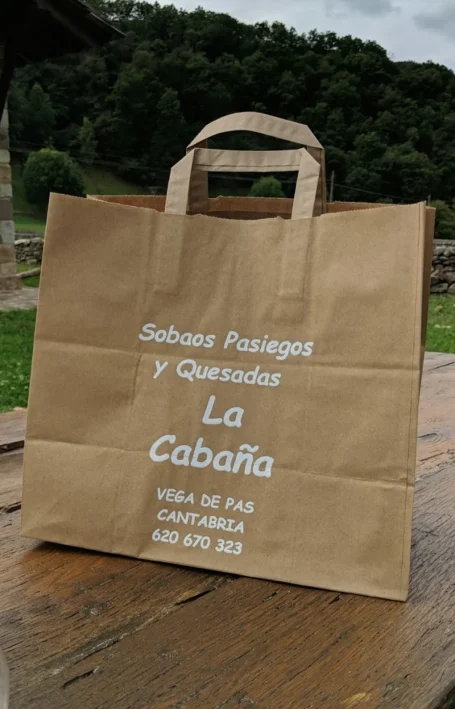 Sobaos Pasiegos
y Quesadas
La
Cabaña
VEGA DE PAS
CANTABRIA
620 670 323